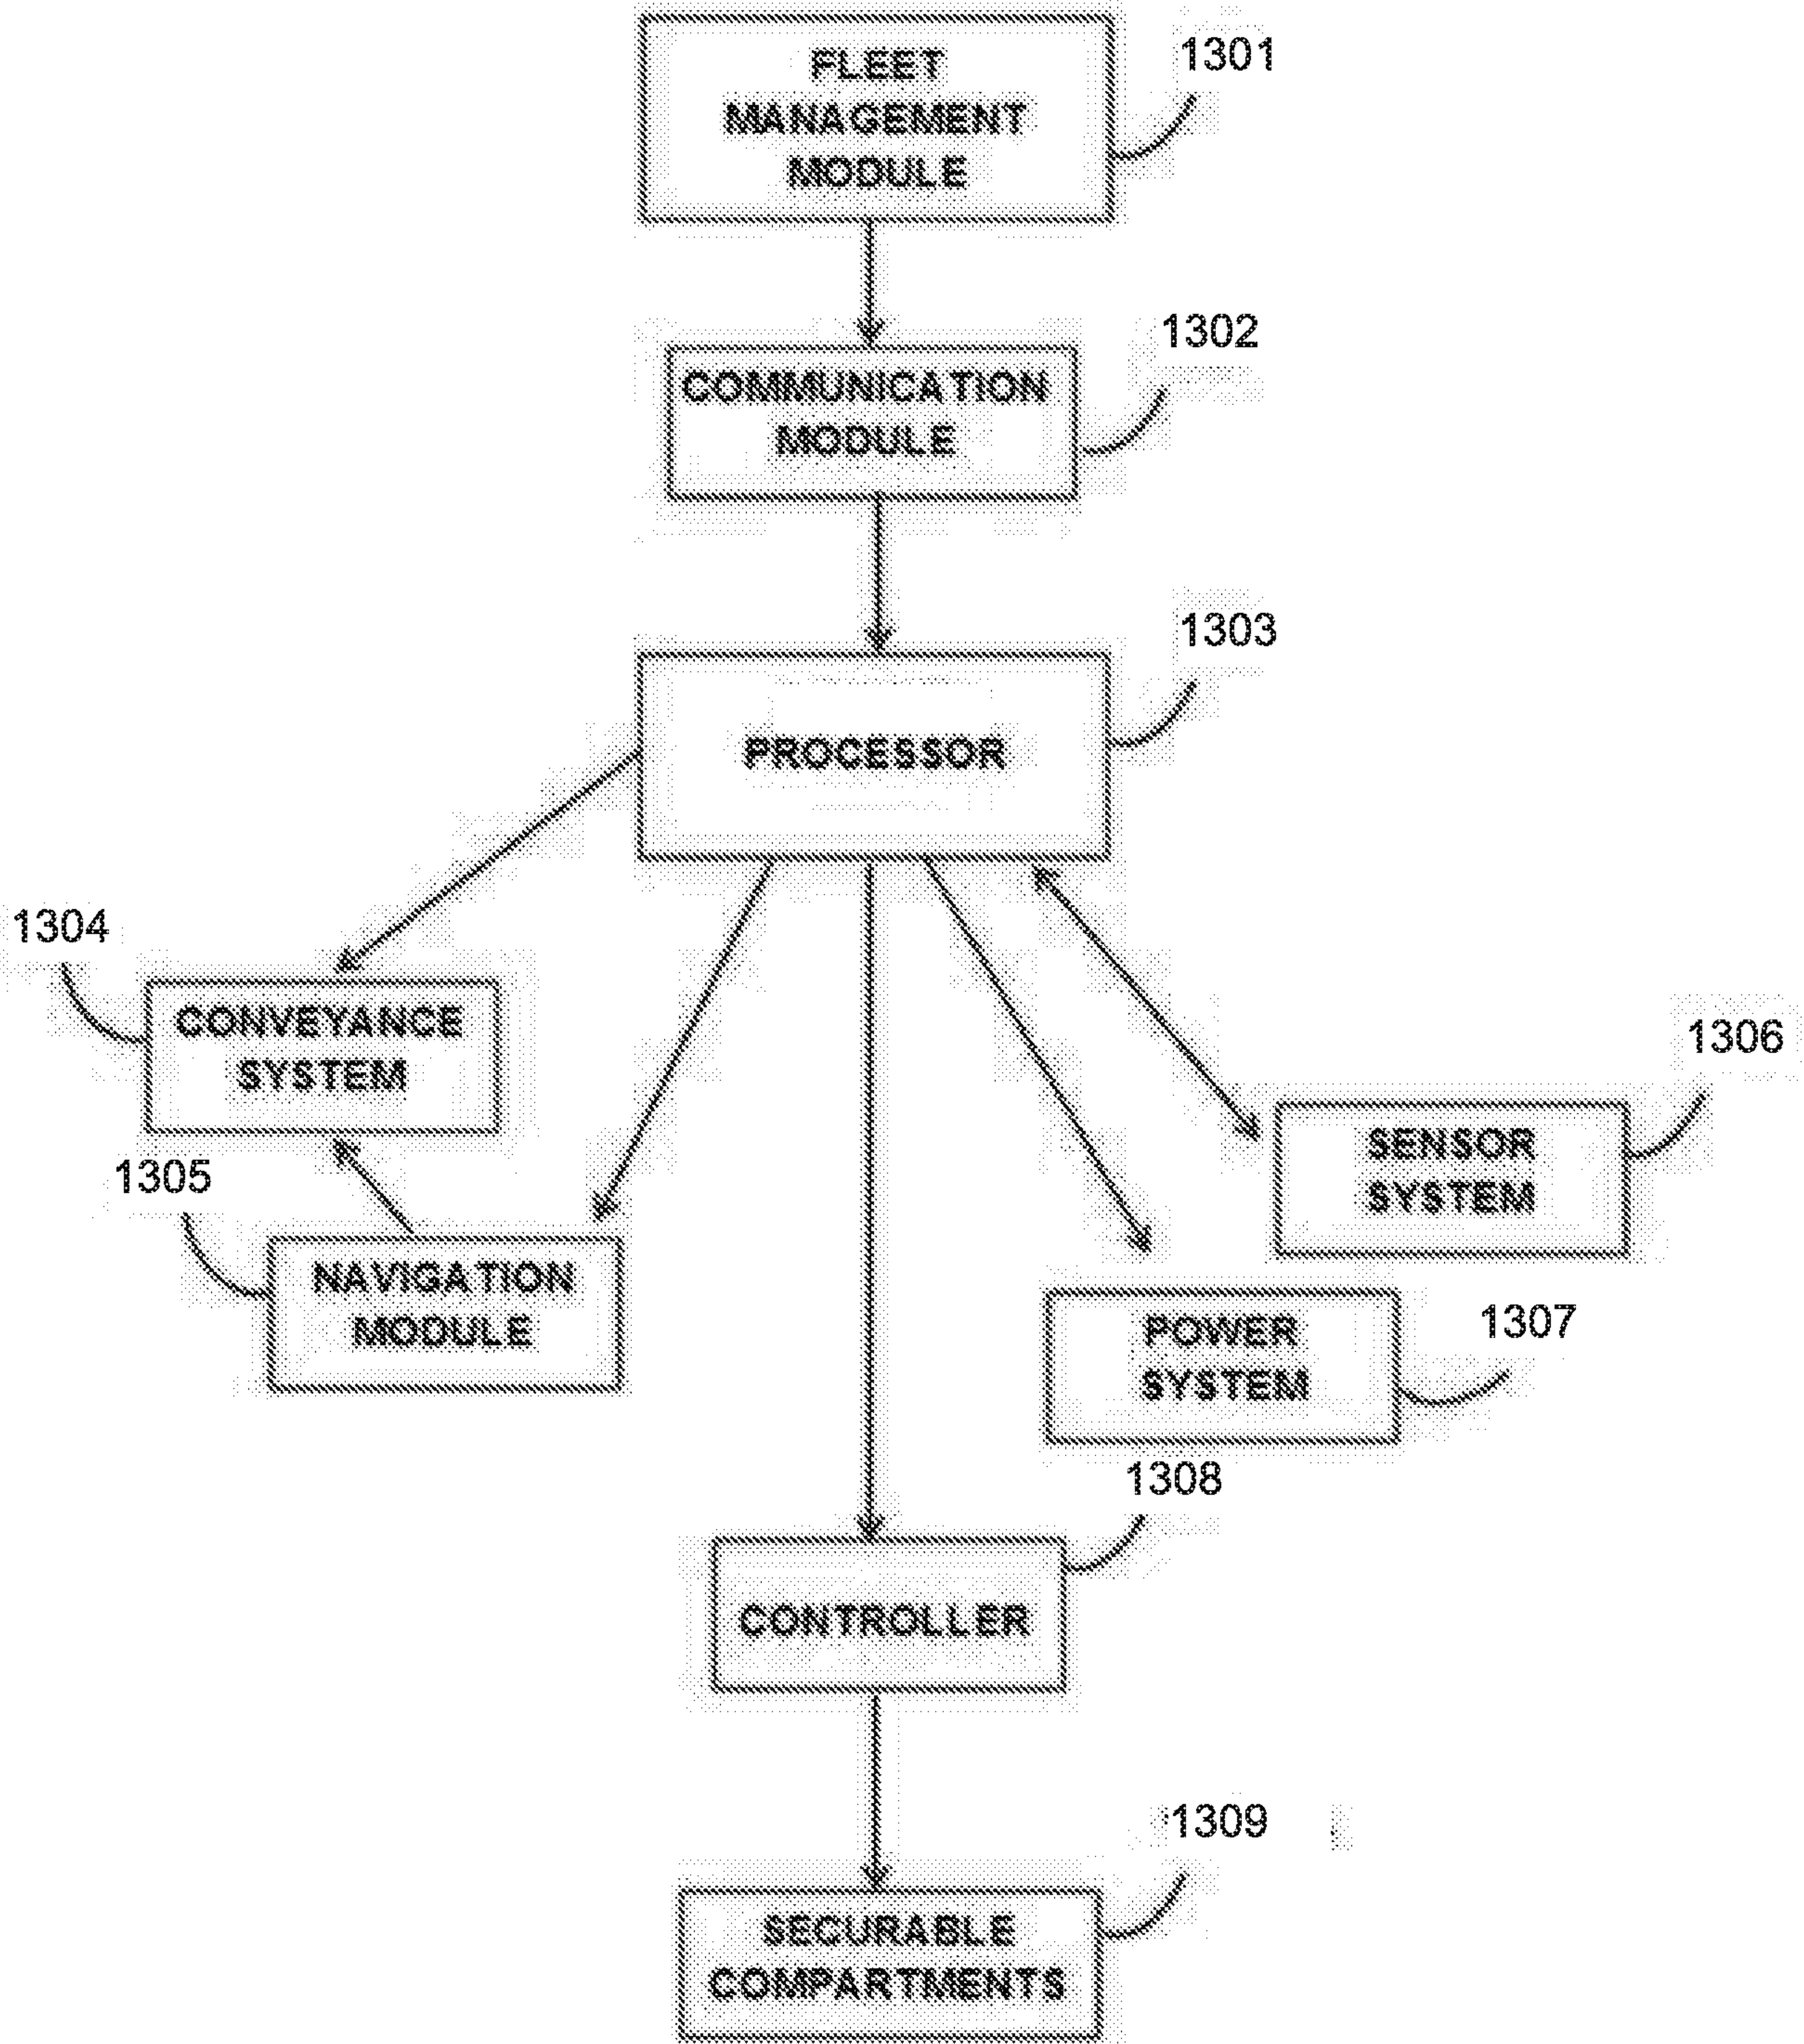 FLEET
MANAGEMENT
MODULE
1301
1302
COMMUNICATION
MODULE
1303
PROCESSOR
1304
CONVEYANCE
SYSTEM
1306
SENSOR
SYSTEM
1305
NAVIGATION
MODULE
1307
POWER
SYSTEM
1308
CONTROLLER
1309
SECURABLE
COMPARTMENTS